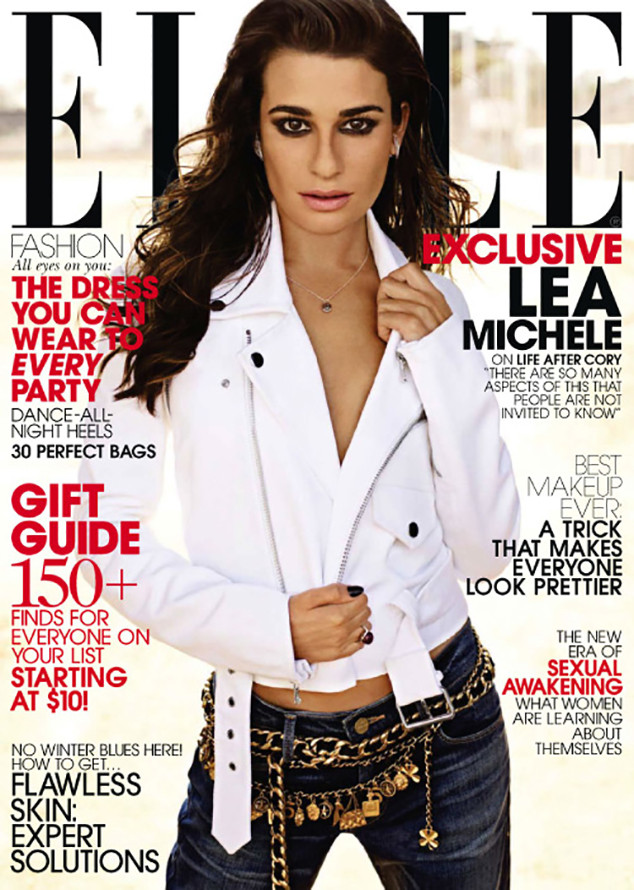 ELLE
FASHION
All eyes on you:
THE DRESS
YOU CAN
WEAR TO
EVERY
PARTY
DANCE-ALL-
NIGHT HEELS
30 PERFECT BAGS
GIFT
GUIDE
150+
FINDS FOR
EVERYONE ON
YOUR LIST
STARTING
AT $10!
NO WINTER BLUES HERE!
HOW TO GET...
FLAWLESS
SKIN:
EXPERT
SOLUTIONS
EXCLUSIVE
LEA
MICHELE
ON LIFE AFTER CORY
"THERE ARE SO MANY
ASPECTS OF THIS THAT
PEOPLE ARE NOT
INVITED TO KNOW"
BEST
MAKEUP
EVER:
A TRICK
THAT MAKES
EVERYONE
LOOK PRETTIER
THE NEW
ERA OF
SEXUAL
AWAKENING
WHAT WOMEN
ARE LEARNING
ABOUT
THEMSELVES